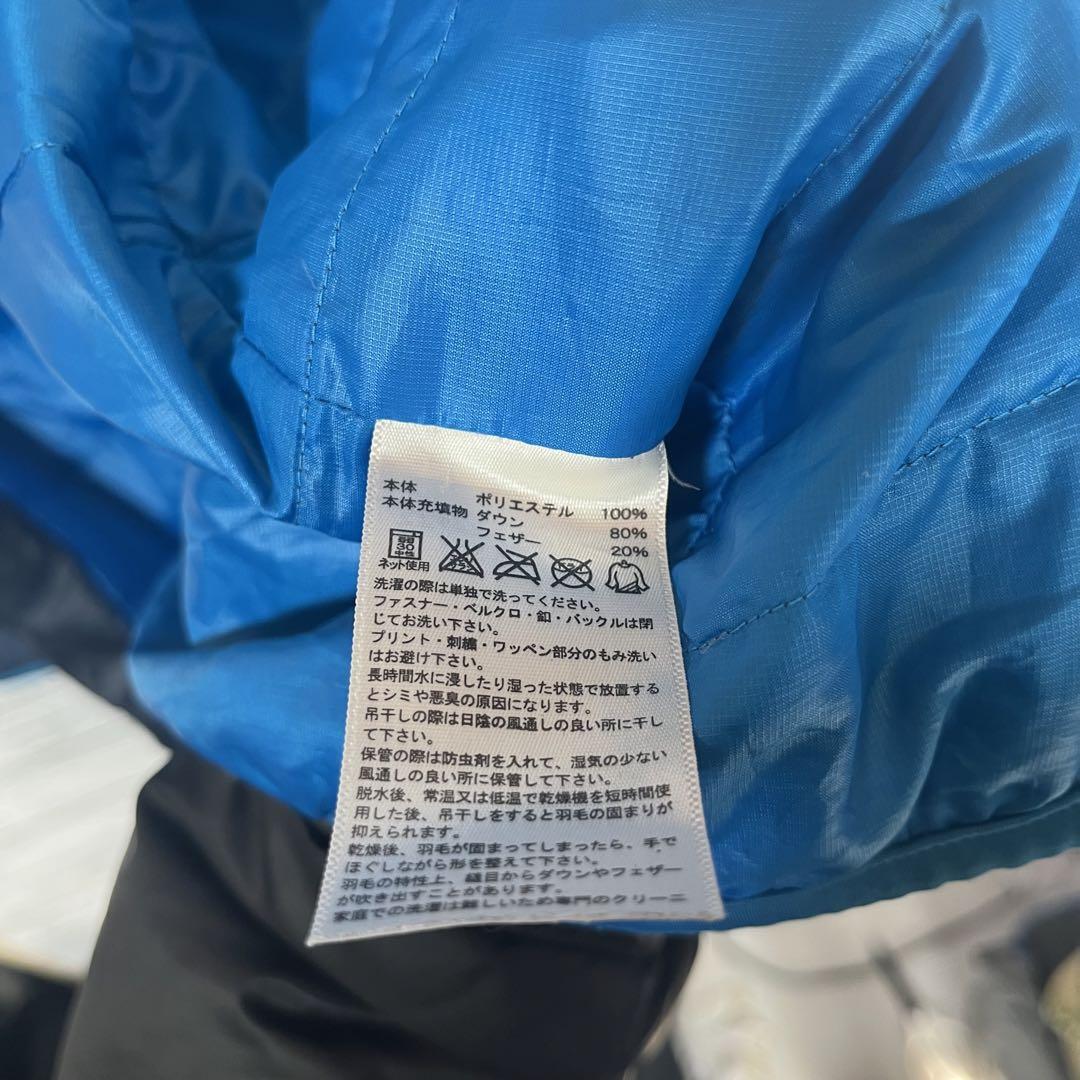 本体 ポリエステル 100%
本体充填物 ダウン 80%
フェザー 20%
弱 30 中性
ネット使用
洗濯の際は単独で洗ってください。
ファスナー・ベルクロ・釦・バックルは閉
じてお洗い下さい。
プリント・刺繍・ワッペン部分のもみ洗い
はお避け下さい。
長時間水に浸したり湿った状態で放置する
とシミや悪臭の原因になります。
吊干しの際は日陰の風通しの良い所に干し
て下さい。
保管の際は防虫剤を入れて、湿気の少ない
風通しの良い所に保管して下さい。
脱水後、常温又は低温で乾燥機を短時間使
用した後、吊干しをすると羽毛の固まりが
抑えられます。
乾燥後、羽毛が固まってしまったら、手で
ほぐしながら形を整えて下さい。
羽毛の特性上、縫目からダウンやフェザー
が吹き出すことがあります。
家庭での洗濯は難しいため専門のクリーニ